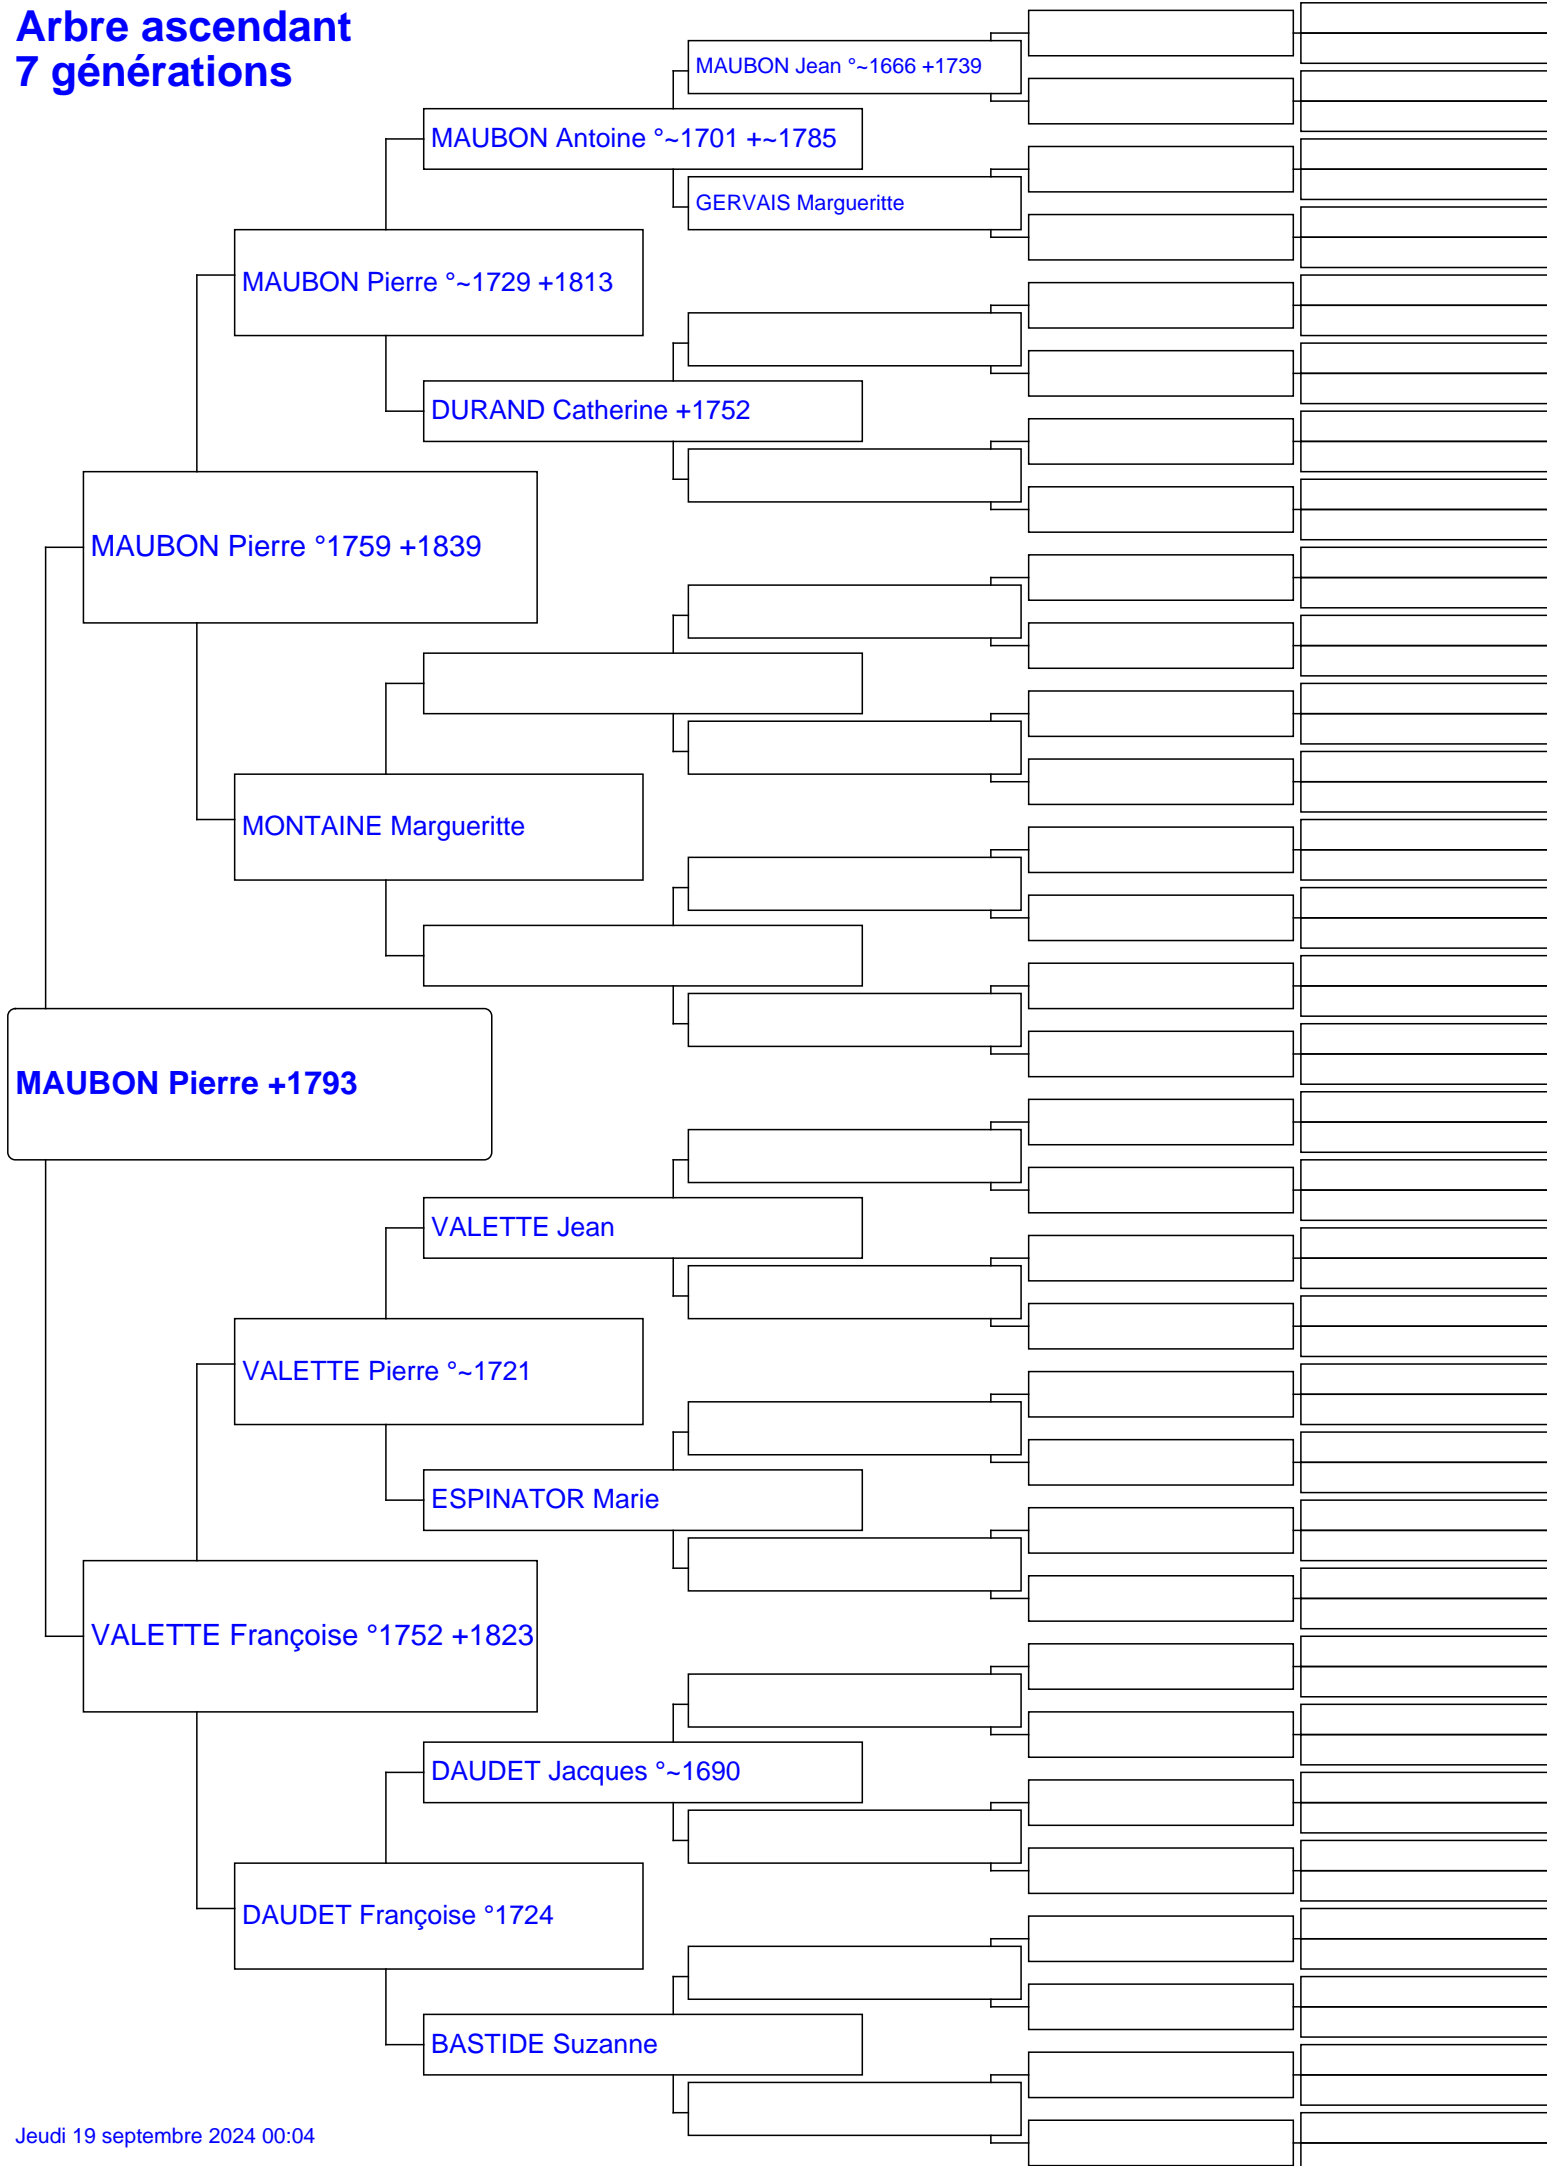 Arbre ascendant
7 générations
MAUBON Jean °~1666 +1739
MAUBON Antoine °~1701 +~1785
GERVAIS Margueritte
MAUBON Pierre °~1729 +1813
DURAND Catherine +1752
MAUBON Pierre °1759 +1839
MONTAINE Margueritte
MAUBON Pierre +1793
VALETTE Jean
VALETTE Pierre °~1721
ESPINATOR Marie
VALETTE Françoise °1752 +1823
DAUDET Jacques °~1690
DAUDET Françoise °1724
BASTIDE Suzanne
Jeudi 19 septembre 2024 00:04